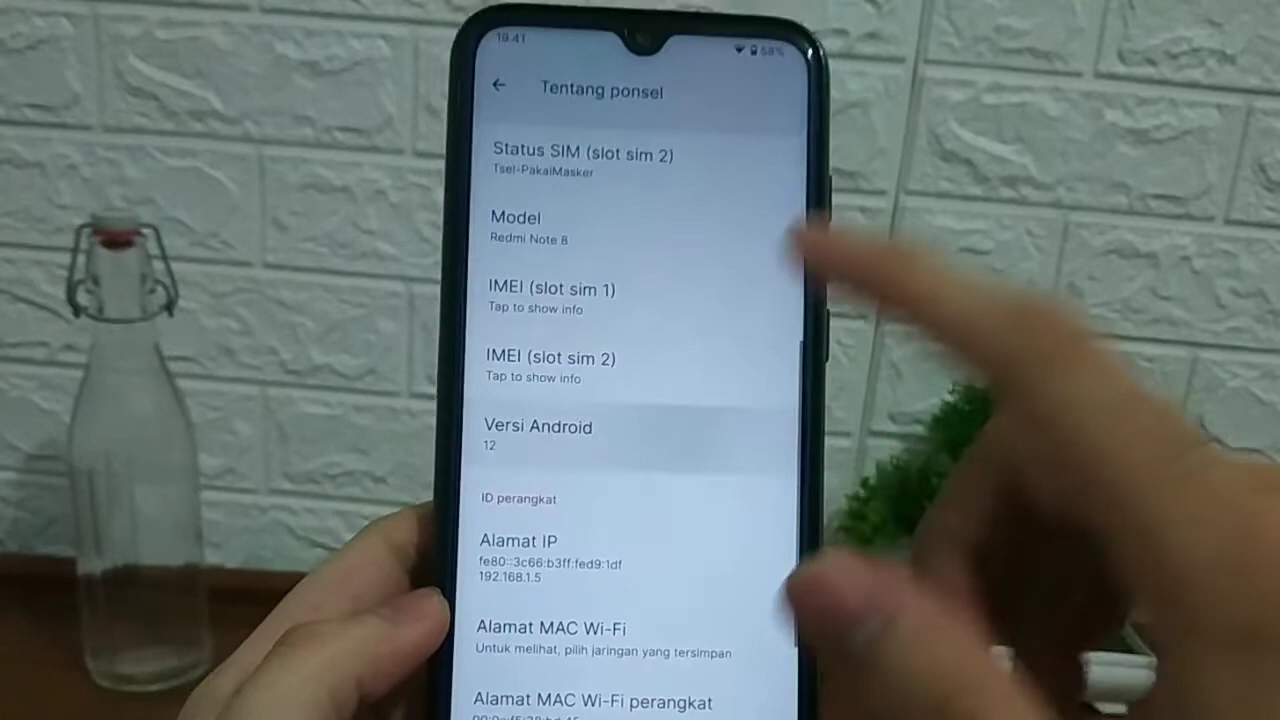 19.41
58%
Tentang ponsel
Status SIM (slot sim 2)
Tsel-PakaiMasker
Model
Redmi Note 8
IMEI (slot sim 1)
Tap to show info
IMEI (slot sim 2)
Tap to show info
Versi Android
12
ID perangkat
Alamat IP
fe80::3c66:b3ff:fed9:1df
192.168.1.5
Alamat MAC Wi-Fi
Untuk melihat, pilih jaringan yang tersimpan
Alamat MAC Wi-Fi perangkat